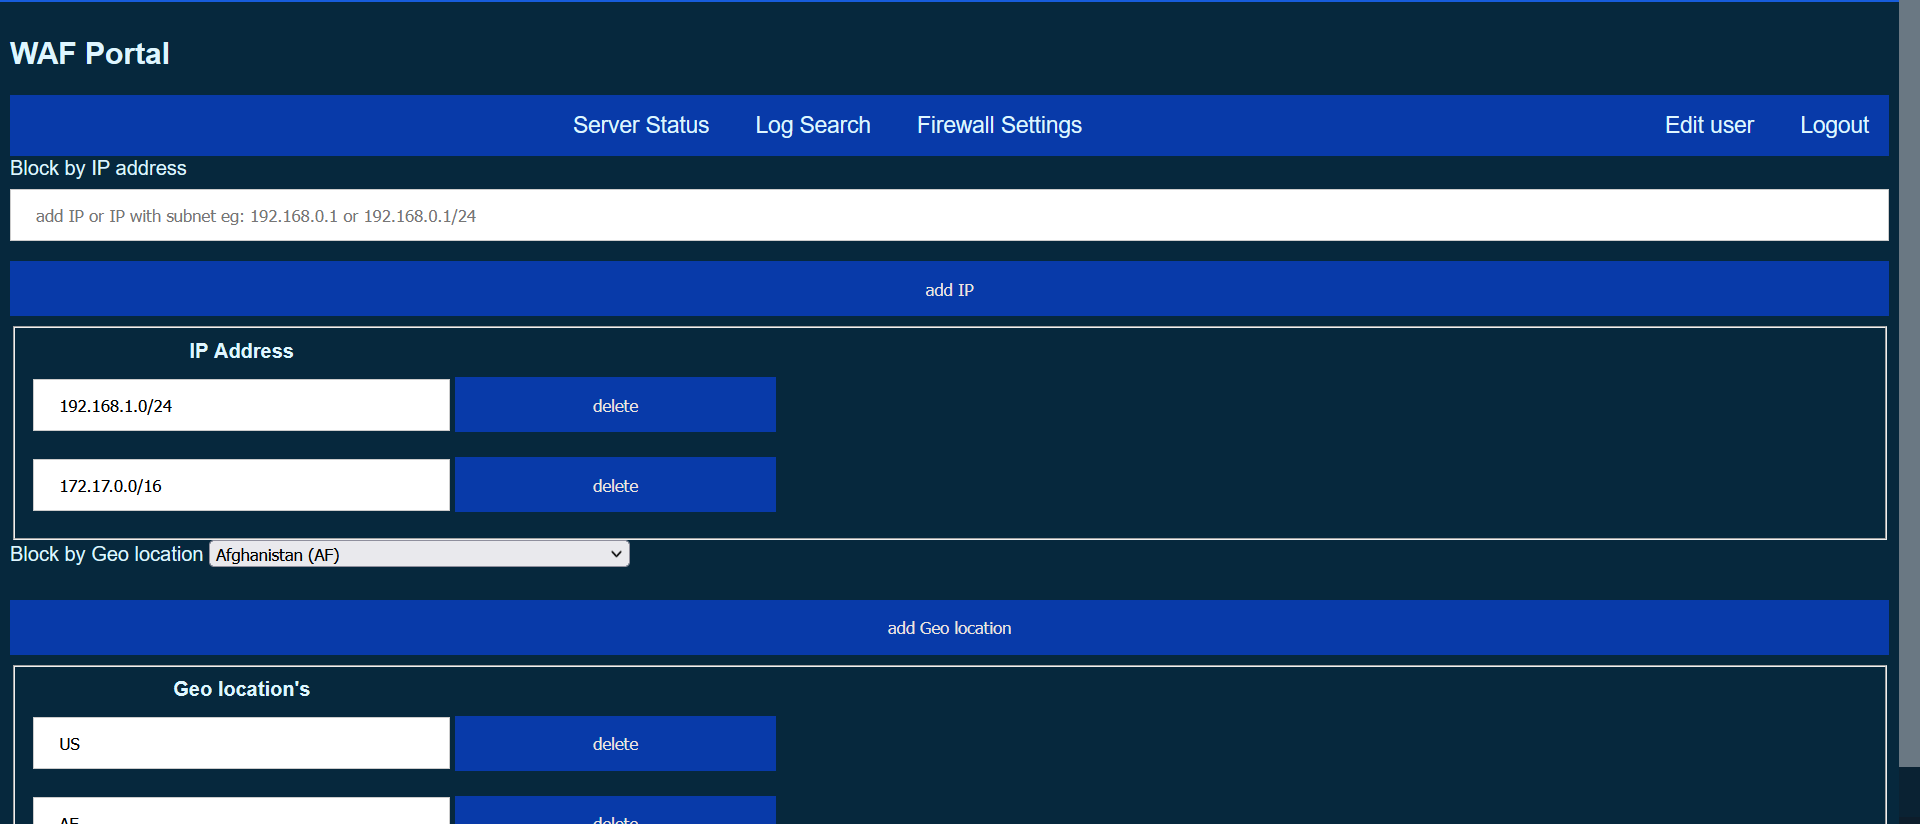 WAF Portal
Server Status Log Search Firewall Settings Edit user Logout
Block by IP address
add IP or IP with subnet eg: 192.168.0.1 or 192.168.0.1/24
add IP
IP Address
192.168.1.0/24 delete
172.17.0.0/16 delete
Block by Geo location Afghanistan (AF)
add Geo location
Geo location's
US delete
delete